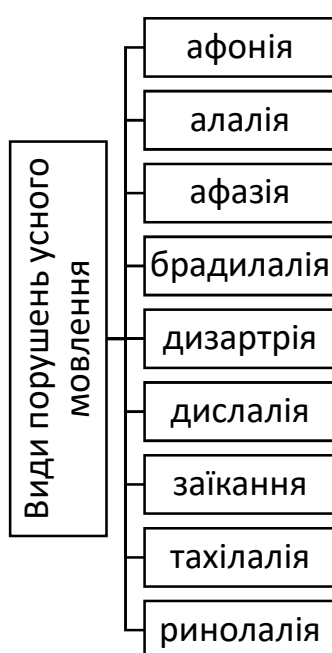 Види порушень усного
мовлення
афонія
алалія
афазія
брадилалія
дизартрія
дислалія
заїкання
тахілалія
ринолалія